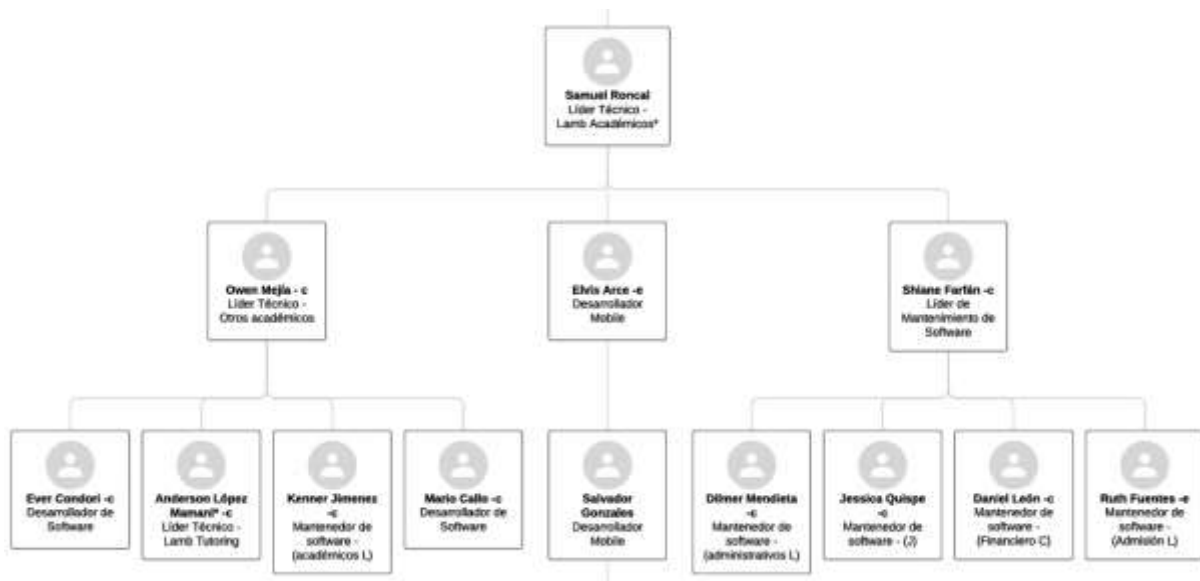 Samuel Roncal
Líder Técnico -
Lamb Académicos*
Owen Mejía - c
Líder Técnico -
Otros académicos
Elvis Arce -e
Desarrollador
Mobile
Shiane Farfán -c
Líder de
Mantenimiento de
Software
Ever Condori -c
Desarrollador de
Software
Anderson López
Mamani* -c
Líder Técnico -
Lamb Tutoring
Kenner Jimenez
-c
Mantenedor de
software -
(académicos L)
Mario Callo -c
Desarrollador de
Software
Salvador
Gonzales
Desarrollador
Mobile
Dilmer Mendieta
-c
Mantenedor de
software -
(administrativos L)
Jessica Quispe
-c
Mantenedor de
software - (J)
Daniel León -c
Mantenedor de
software -
(Financiero C)
Ruth Fuentes -e
Mantenedor de
software -
(Admisión L)